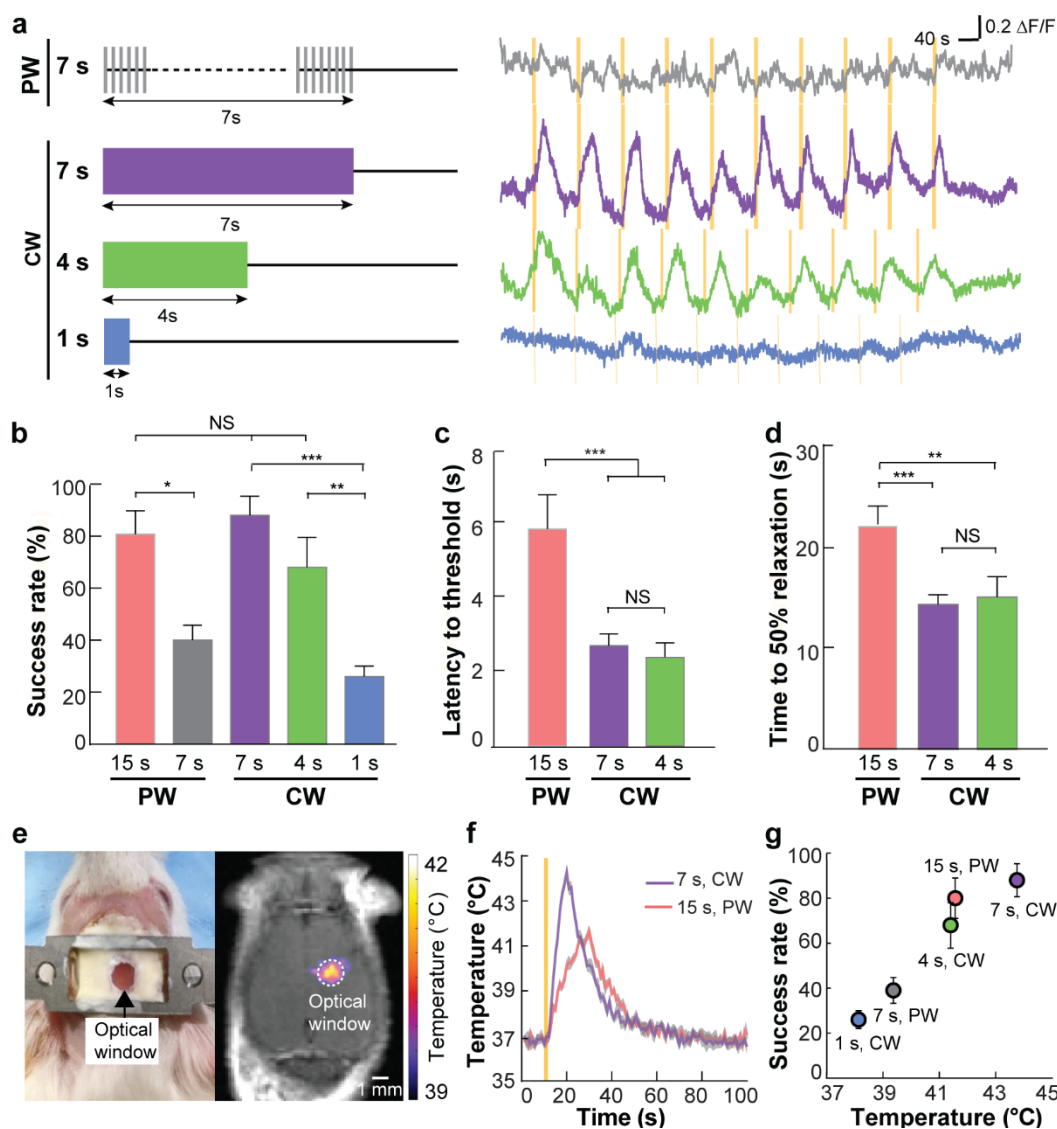 a
PW
7 s
7s
CW
7 s
7s
4 s
4s
1 s
1s
40 s
0.2 ΔF/F
b
NS
*
***
**
Success rate (%)
100
80
60
40
20
0
15 s
7 s
7 s
4 s
1 s
PW
CW
c
***
NS
Latency to threshold (s)
8
6
4
2
0
15 s
7 s
4 s
PW
CW
d
**
***
NS
Time to 50% relaxation (s)
30
20
10
0
15 s
7 s
4 s
PW
CW
e
Optical
window
Optical
window
1 mm
42
Temperature (°C)
39
f
Temperature (°C)
45
43
41
39
37
35
7 s, CW
15 s, PW
0
20
40
60
80
100
Time (s)
g
Success rate (%)
100
80
60
40
20
0
15 s, PW
7 s, CW
4 s, CW
7 s, PW
1 s, CW
37
39
41
43
45
Temperature (°C)